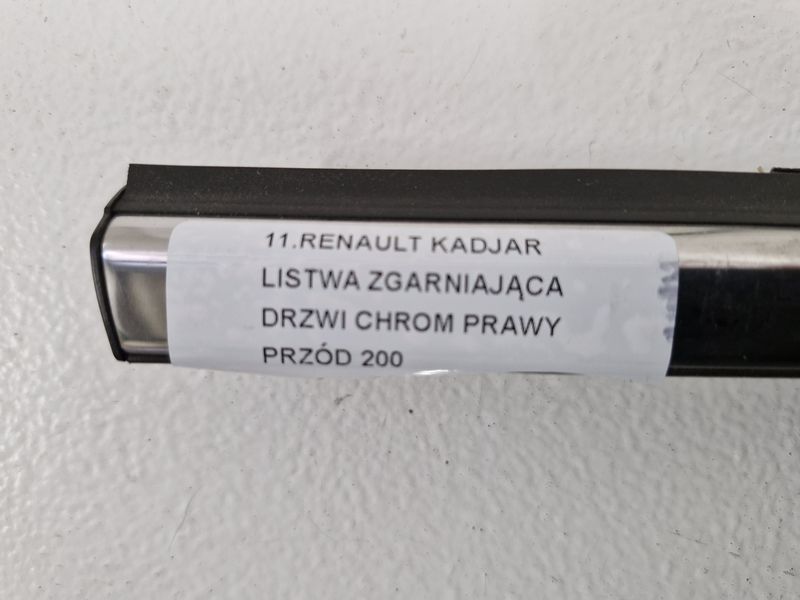 11.RENAULT KADJAR
LISTWA ZGARNIAJĄCA
DRZWI CHROM PRAWY
PRZÓD 200